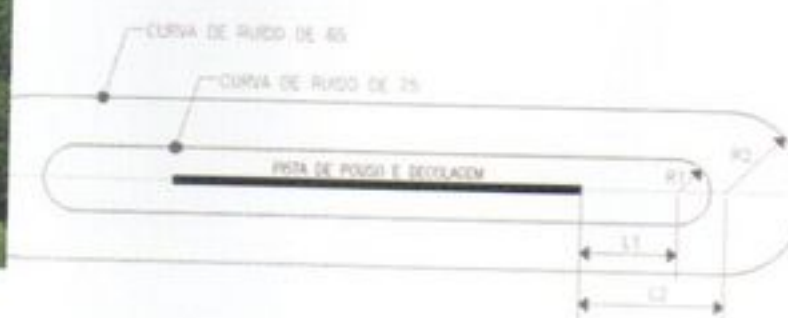 CURVA DE RUIDO DE 65
CURVA DE RUIDO DE 75
PISTA DE POUSO E DECOLAGEM
R1
R2
L1
L2